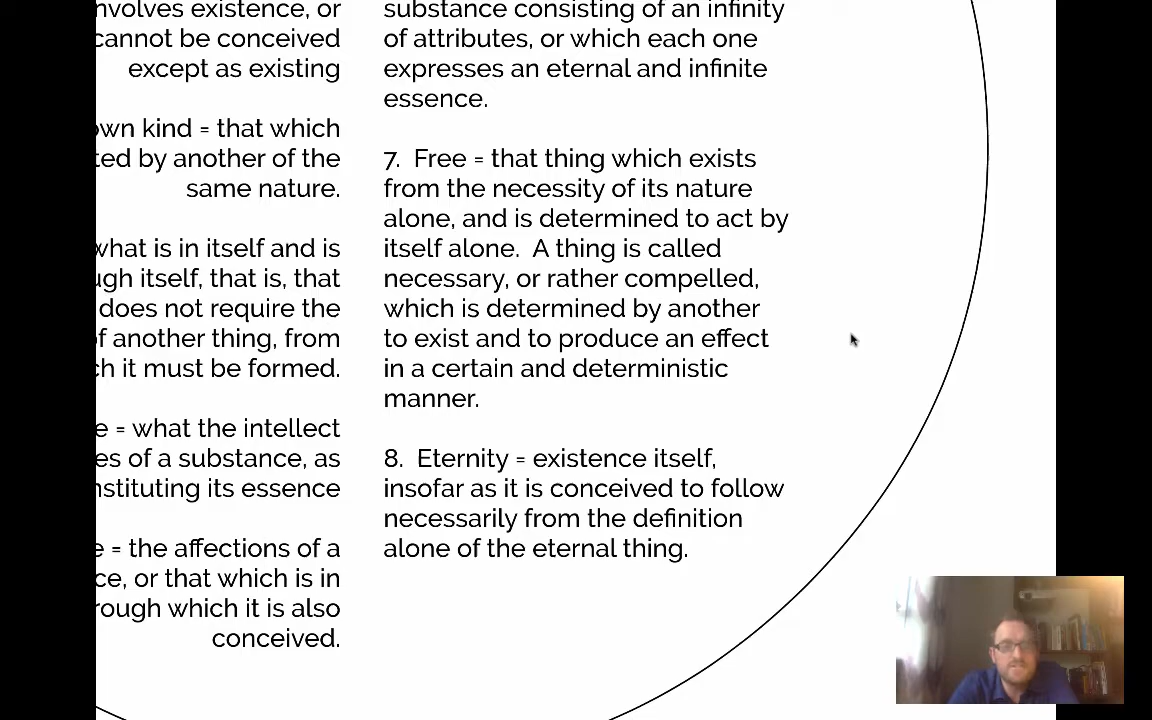 involves existence, or
cannot be conceived
except as existing
own kind = that which
ted by another of the
same nature.
what is in itself and is
ugh itself, that is, that
does not require the
of another thing, from
ch it must be formed.
e = what the intellect
es of a substance, as
nstituting its essence
e = the affections of a
ce, or that which is in
rough which it is also
conceived.
substance consisting of an infinity
of attributes, or which each one
expresses an eternal and infinite
essence.
7. Free = that thing which exists
from the necessity of its nature
alone, and is determined to act by
itself alone. A thing is called
necessary, or rather compelled,
which is determined by another
to exist and to produce an effect
in a certain and deterministic
manner.
8. Eternity = existence itself,
insofar as it is conceived to follow
necessarily from the definition
alone of the eternal thing.